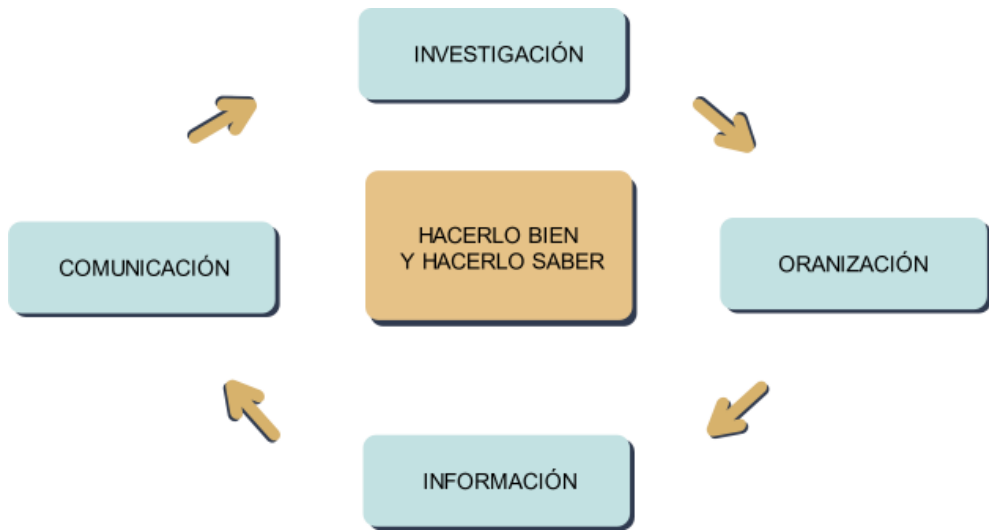 INVESTIGACIÓN
HACERLO BIEN
Y HACERLO SABER
COMUNICACIÓN
ORANIZACIÓN
INFORMACIÓN